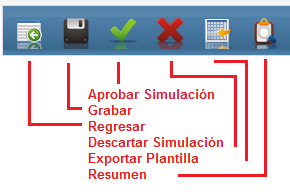 Aprobar Simulación
Grabar
Regresar
Descartar Simulación
Exportar Plantilla
Resumen